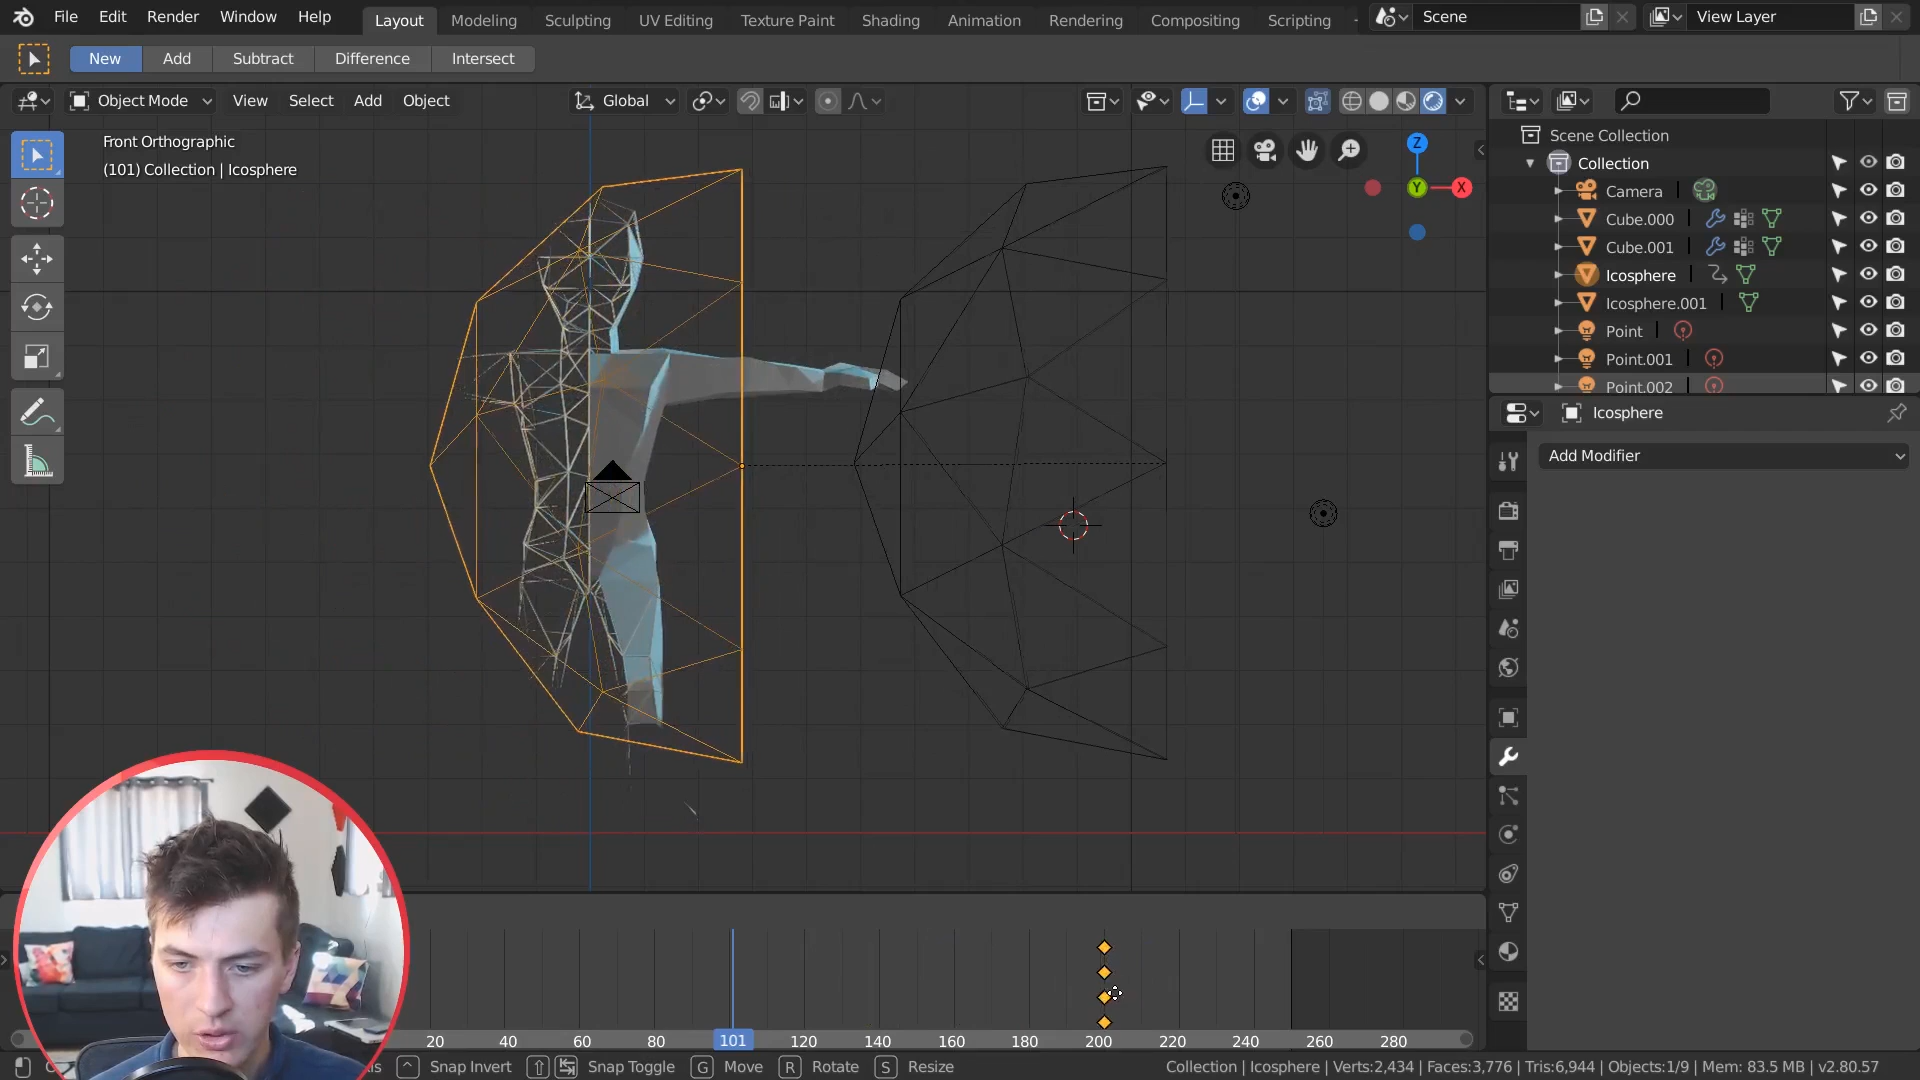 File Edit Render Window Help Layout Modeling Sculpting UV Editing Texture Paint Shading Animation Rendering Compositing Scripting Scene View Layer
New Add Subtract Difference Intersect
Object Mode View Select Add Object Global
Front Orthographic
(101) Collection | Icosphere
Z
Y
X
Scene Collection
Collection
Camera
Cube.000
Cube.001
Icosphere
Icosphere.001
Point
Point.001
Point.002
Icosphere
Add Modifier
20 40 60 80 101 120 140 160 180 200 220 240 260 280
Snap Invert Snap Toggle G Move R Rotate S Resize Collection | Icosphere | Verts:2,434 | Faces:3,776 | Tris:6,944 | Objects:1/9 | Mem: 83.5 MB | v2.80.57